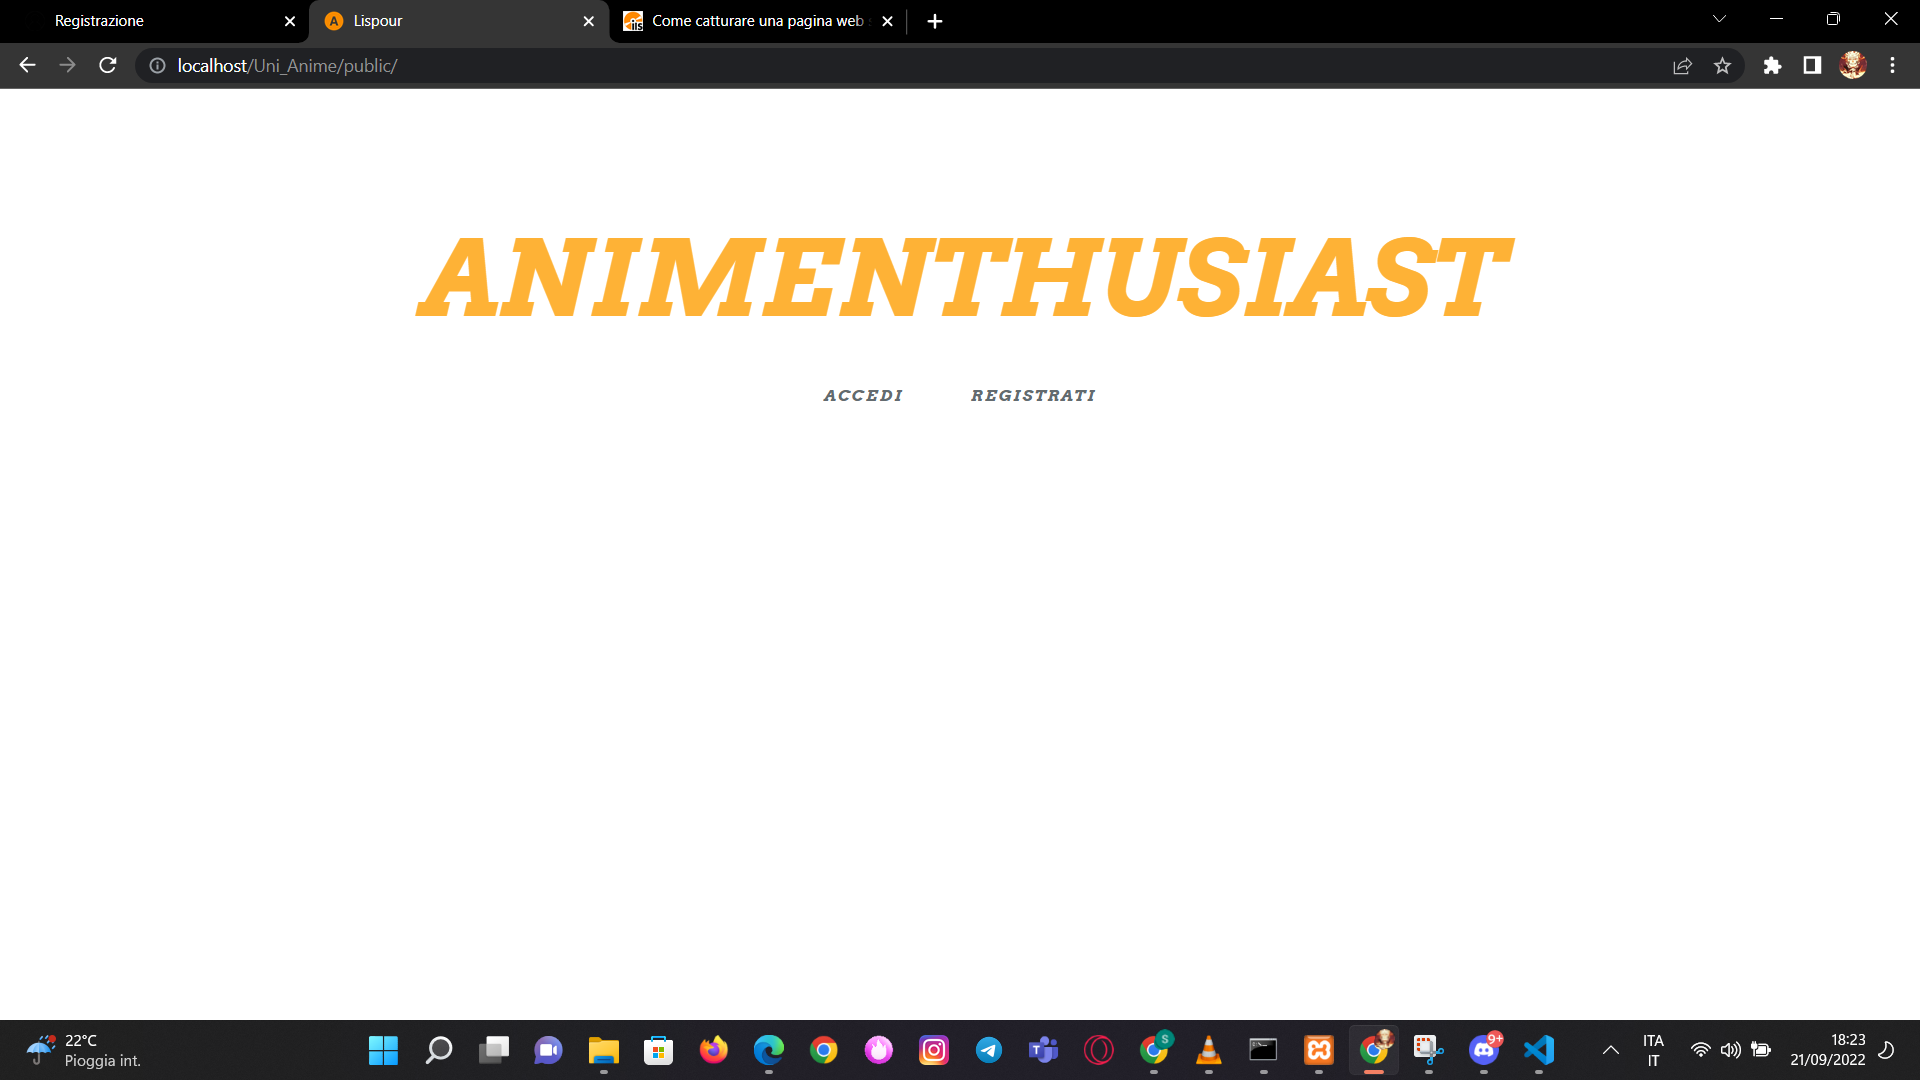 Registrazione
Lispour
Come catturare una pagina web
localhost/Uni_Anime/public/
ANIMENTHUSIAST
ACCEDI
REGISTRATI
22°C
Pioggia int.
9+
ITA
IT
18:23
21/09/2022